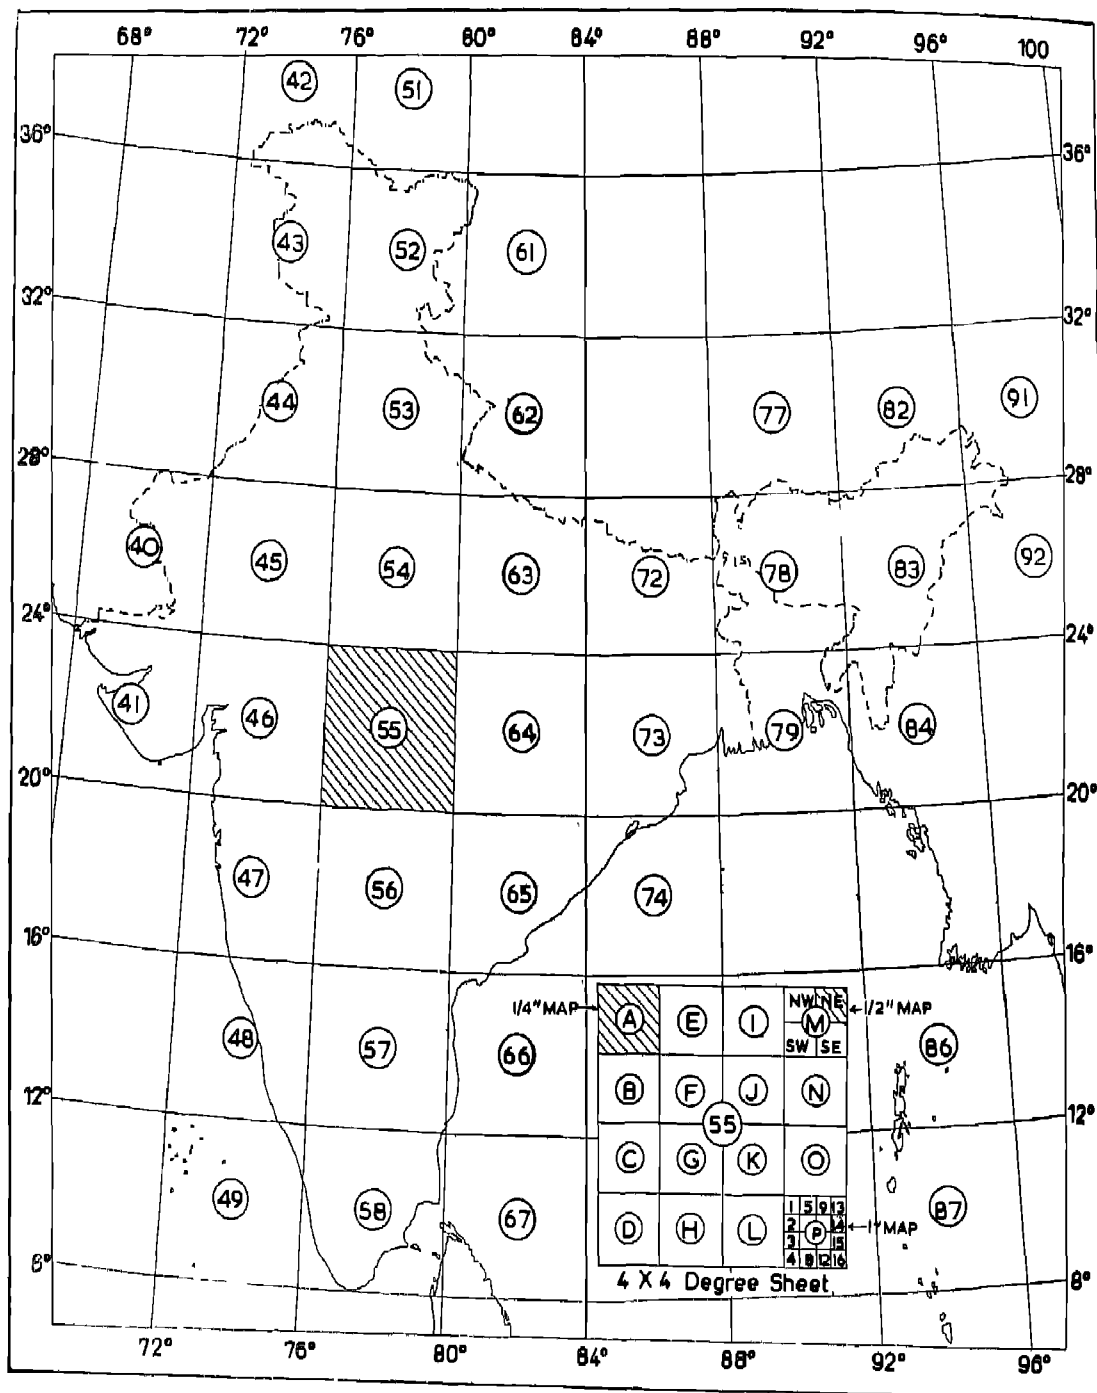 68° 72° 76° 80° 84° 88° 92° 96° 100
42 51
36° 36°
43 52 61
32° 32°
44 53 62 77 82 91
28° 28°
40 45 54 63 72 78 83 92
24° 24°
41 46 55 64 73 79 84
20° 20°
47 56 65 74
16° 16°
1/4" MAP A E I NW NE M SW SE 1/2" MAP
48 57 66 86
B F J N
12° 12°
55
C G K O
49 58 67 87
D H L 1 5 9 13
2 14
P 1" MAP
3 15
4 8 12 16
8° 8°
4 X 4 Degree Sheet
72° 76° 80° 84° 88° 92° 96°